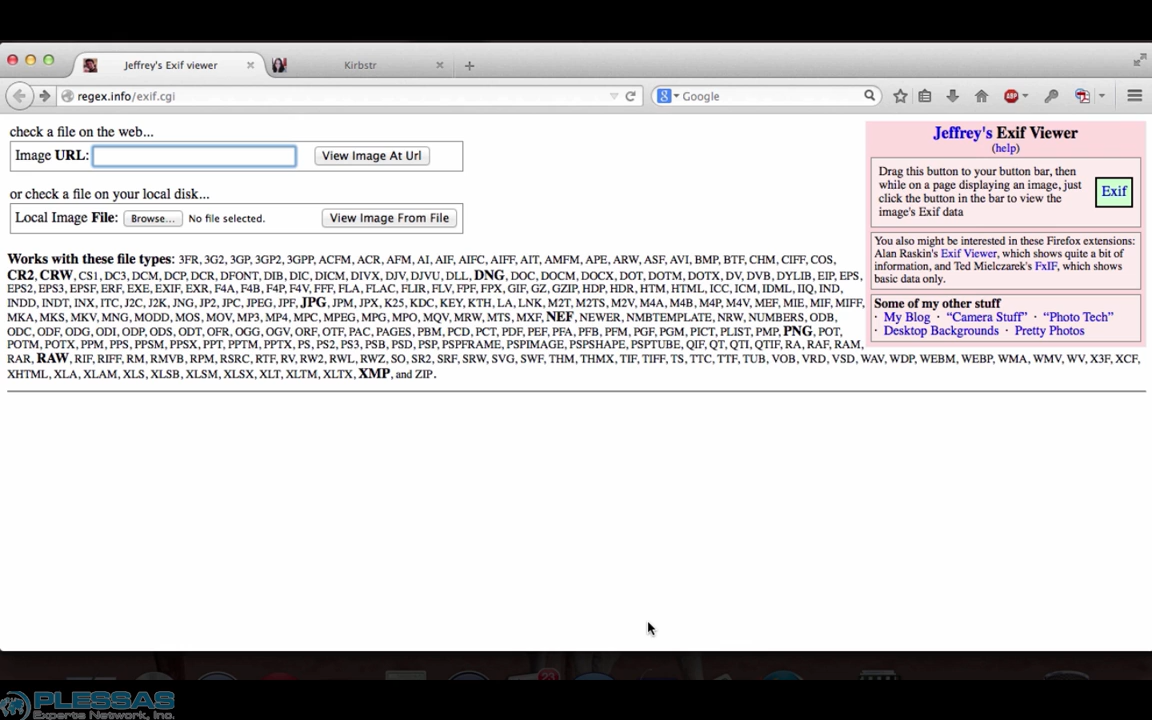 Jeffrey's Exif viewer
Kirbstr
regex.info/exif.cgi
Google
check a file on the web...
Image URL:
View Image At Url
or check a file on your local disk...
Local Image File: Browse... No file selected.
View Image From File
Works with these file types: 3FR, 3G2, 3GP, 3GP2, 3GPP, ACFM, ACR, AFM, AI, AIF, AIFC, AIFF, AIT, AMFM, APE, ARW, ASF, AVI, BMP, BTF, CHM, CIFF, COS,
CR2, CRW, CS1, DC3, DCM, DCP, DCR, DFONT, DIB, DIC, DICM, DIVX, DJV, DJVU, DLL, DNG, DOC, DOCM, DOCX, DOT, DOTM, DOTX, DV, DVB, DYLIB, EIP, EPS,
EPS2, EPS3, EPSF, ERF, EXE, EXIF, EXR, F4A, F4B, F4P, F4V, FFF, FLA, FLAC, FLIR, FLV, FPF, FPX, GIF, GZ, GZIP, HDP, HDR, HTM, HTML, ICC, ICM, IDML, IIQ, IND,
INDD, INDT, INX, ITC, J2C, J2K, JNG, JP2, JPC, JPEG, JPF, JPG, JPM, JPX, K25, KDC, KEY, KTH, LA, LNK, M2T, M2TS, M2V, M4A, M4B, M4P, M4V, MEF, MIE, MIF, MIFF,
MKA, MKS, MKV, MNG, MODD, MOS, MOV, MP3, MP4, MPC, MPEG, MPG, MPO, MQV, MRW, MTS, MXF, NEF, NEWER, NMBTEMPLATE, NRW, NUMBERS, ODB,
ODC, ODF, ODG, ODI, ODP, ODS, ODT, OFR, OGG, OGV, ORF, OTF, PAC, PAGES, PBM, PCD, PCT, PDF, PEF, PFA, PFB, PFM, PGF, PGM, PICT, PLIST, PMP, PNG, POT,
POTM, POTX, PPM, PPS, PPSM, PPSX, PPT, PPTM, PPTX, PS, PS2, PS3, PSB, PSD, PSP, PSPFRAME, PSPIMAGE, PSPSHAPE, PSPTUBE, QIF, QT, QTI, QTIF, RA, RAF, RAM,
RAR, RAW, RIF, RIFF, RM, RMVB, RPM, RSRC, RTF, RV, RW2, RWL, RWZ, SO, SR2, SRF, SRW, SVG, SWF, THM, THMX, TIF, TIFF, TS, TTC, TTF, TUB, VOB, VRD, VSD, WAV, WDP, WEBM, WEBP, WMA, WMV, WV, X3F, XCF,
XHTML, XLA, XLAM, XLS, XLSB, XLSM, XLSX, XLT, XLTM, XLTX, XMP, and ZIP.
Jeffrey's Exif Viewer
(help)
Drag this button to your button bar, then
while on a page displaying an image, just
click the button in the bar to view the
image's Exif data
Exif
You also might be interested in these Firefox extensions:
Alan Raskin's Exif Viewer, which shows quite a bit of
information, and Ted Mielczarek's FxIF, which shows
basic data only.
Some of my other stuff
· My Blog · “Camera Stuff” · “Photo Tech”
· Desktop Backgrounds · Pretty Photos
23
PLESSAS
Experts Network, Inc.